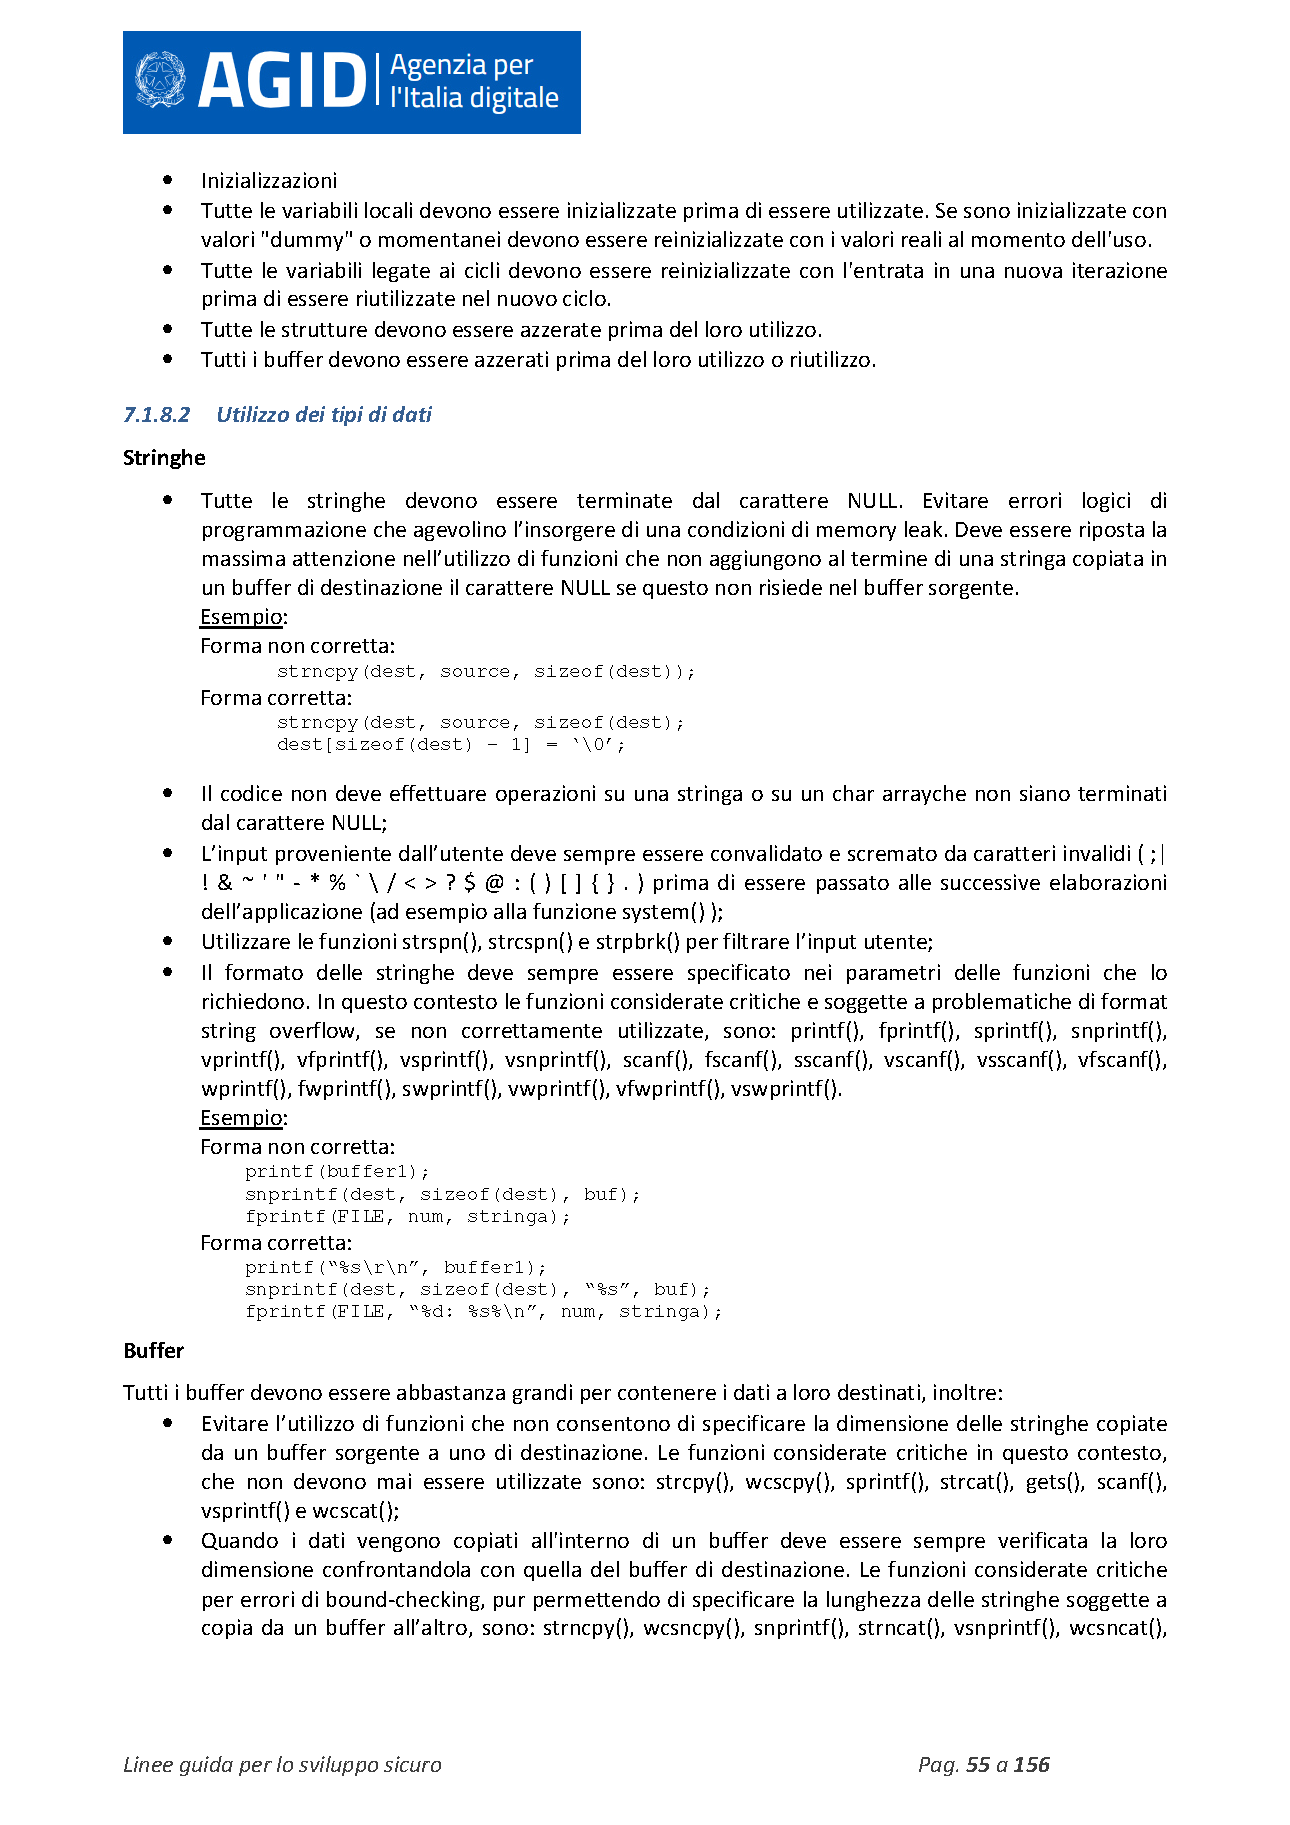 AGID Agenzia per
l'Italia digitale
• Inizializzazioni
• Tutte le variabili locali devono essere inizializzate prima di essere utilizzate. Se sono inizializzate con
valori "dummy" o momentanei devono essere reinizializzate con i valori reali al momento dell'uso.
• Tutte le variabili legate ai cicli devono essere reinizializzate con l'entrata in una nuova iterazione
prima di essere riutilizzate nel nuovo ciclo.
• Tutte le strutture devono essere azzerate prima del loro utilizzo.
• Tutti i buffer devono essere azzerati prima del loro utilizzo o riutilizzo.
7.1.8.2 Utilizzo dei tipi di dati
Stringhe
• Tutte le stringhe devono essere terminate dal carattere NULL. Evitare errori logici di
programmazione che agevolino l’insorgere di una condizioni di memory leak. Deve essere riposta la
massima attenzione nell’utilizzo di funzioni che non aggiungono al termine di una stringa copiata in
un buffer di destinazione il carattere NULL se questo non risiede nel buffer sorgente.
Esempio:
Forma non corretta:
strncpy(dest, source, sizeof(dest));
Forma corretta:
strncpy(dest, source, sizeof(dest);
dest[sizeof(dest) – 1] = ‘\0’;
• Il codice non deve effettuare operazioni su una stringa o su un char arrayche non siano terminati
dal carattere NULL;
• L’input proveniente dall’utente deve sempre essere convalidato e scremato da caratteri invalidi ( ;|
! & ~ ' " - * % ` \ / < > ? $ @ : ( ) [ ] { } . ) prima di essere passato alle successive elaborazioni
dell’applicazione (ad esempio alla funzione system() );
• Utilizzare le funzioni strspn(), strcspn() e strpbrk() per filtrare l’input utente;
• Il formato delle stringhe deve sempre essere specificato nei parametri delle funzioni che lo
richiedono. In questo contesto le funzioni considerate critiche e soggette a problematiche di format
string overflow, se non correttamente utilizzate, sono: printf(), fprintf(), sprintf(), snprintf(),
vprintf(), vfprintf(), vsprintf(), vsnprintf(), scanf(), fscanf(), sscanf(), vscanf(), vsscanf(), vfscanf(),
wprintf(), fwprintf(), swprintf(), vwprintf(), vfwprintf(), vswprintf().
Esempio:
Forma non corretta:
printf(buffer1);
snprintf(dest, sizeof(dest), buf);
fprintf(FILE, num, stringa);
Forma corretta:
printf(“%s\r\n”, buffer1);
snprintf(dest, sizeof(dest), “%s”, buf);
fprintf(FILE, “%d: %s%\n”, num, stringa);
Buffer
Tutti i buffer devono essere abbastanza grandi per contenere i dati a loro destinati, inoltre:
• Evitare l’utilizzo di funzioni che non consentono di specificare la dimensione delle stringhe copiate
da un buffer sorgente a uno di destinazione. Le funzioni considerate critiche in questo contesto,
che non devono mai essere utilizzate sono: strcpy(), wcscpy(), sprintf(), strcat(), gets(), scanf(),
vsprintf() e wcscat();
• Quando i dati vengono copiati all'interno di un buffer deve essere sempre verificata la loro
dimensione confrontandola con quella del buffer di destinazione. Le funzioni considerate critiche
per errori di bound-checking, pur permettendo di specificare la lunghezza delle stringhe soggette a
copia da un buffer all’altro, sono: strncpy(), wcsncpy(), snprintf(), strncat(), vsnprintf(), wcsncat(),
Linee guida per lo sviluppo sicuro Pag. 55 a 156